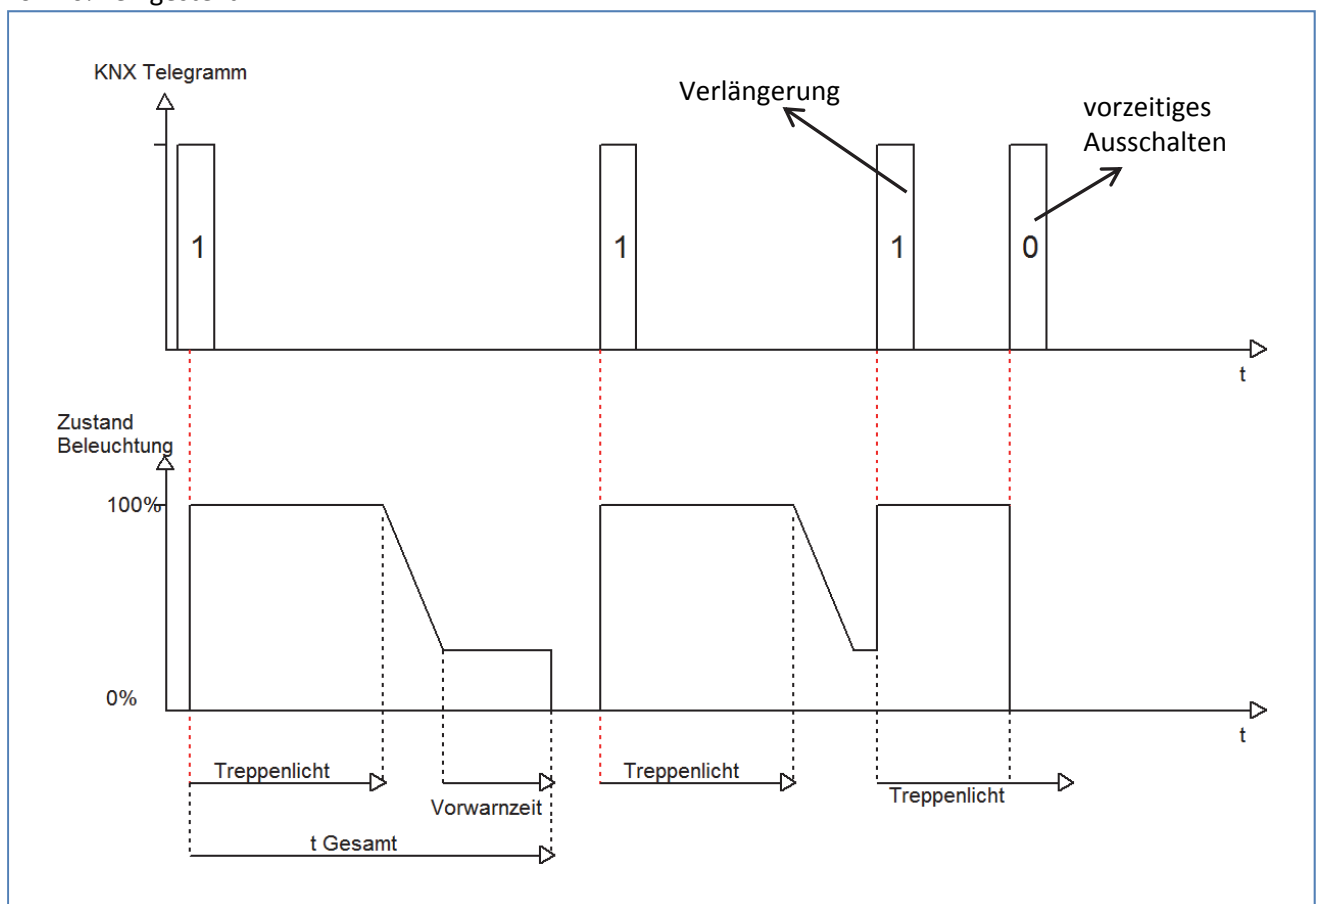 KNX Telegramm
Verlängerung
vorzeitiges
Ausschalten
1
1
1
0
t
Zustand
Beleuchtung
100%
0%
t
Treppenlicht
Treppenlicht
Vorwarnzeit
Treppenlicht
t Gesamt